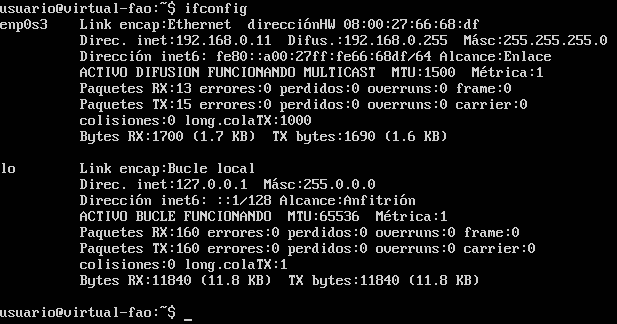 usuario@virtual-fao:~$ ifconfig
enp0s3    Link encap:Ethernet  direcciónHW 08:00:27:66:68:df
          Direc. inet:192.168.0.11  Difus.:192.168.0.255  Másc:255.255.255.0
          Dirección inet6: fe80::a00:27ff:fe66:68df/64 Alcance:Enlace
          ACTIVO DIFUSIÓN FUNCIONANDO MULTICAST  MTU:1500  Métrica:1
          Paquetes RX:13 errores:0 perdidos:0 overruns:0 frame:0
          Paquetes TX:15 errores:0 perdidos:0 overruns:0 carrier:0
          colisiones:0 long.colaTX:1000
          Bytes RX:1700 (1.7 KB)  TX bytes:1690 (1.6 KB)

lo        Link encap:Bucle local
          Direc. inet:127.0.0.1  Másc:255.0.0.0
          Dirección inet6: ::1/128 Alcance:Anfitrión
          ACTIVO BUCLE FUNCIONANDO  MTU:65536  Métrica:1
          Paquetes RX:160 errores:0 perdidos:0 overruns:0 frame:0
          Paquetes TX:160 errores:0 perdidos:0 overruns:0 carrier:0
          colisiones:0 long.colaTX:1
          Bytes RX:11840 (11.8 KB)  TX bytes:11840 (11.8 KB)

usuario@virtual-fao:~$ _